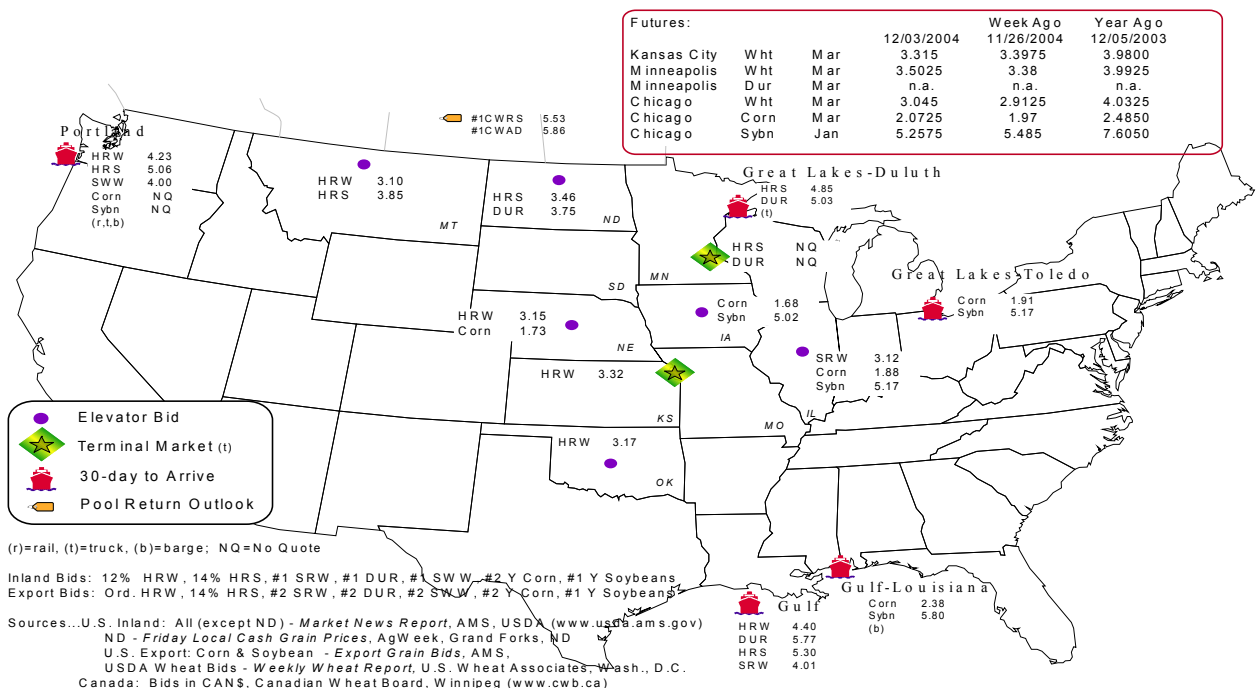 Futures: Week Ago Year Ago
12/03/2004 11/26/2004 12/05/2003
Kansas City Wht Mar 3.315 3.3975 3.9800
Minneapolis Wht Mar 3.5025 3.38 3.9925
Minneapolis Dur Mar n.a. n.a. n.a.
Chicago Wht Mar 3.045 2.9125 4.0325
Chicago Corn Mar 2.0725 1.97 2.4850
Chicago Sybn Jan 5.2575 5.485 7.6050
#1CWRS 5.53
#1CWAD 5.86
Portland
HRW 4.23
HRS 5.06
SWW 4.00
Corn NQ
Sybn NQ
(r,t,b)
HRW 3.10
HRS 3.85
MT
HRS 3.46
DUR 3.75
ND
Great Lakes-Duluth
HRS 4.85
DUR 5.03
(t)
HRS NQ
DUR NQ
MN
SD
Great Lakes-Toledo
Corn 1.91
Sybn 5.17
Corn 1.68
Sybn 5.02
IA
HRW 3.15
Corn 1.73
NE
SRW 3.12
Corn 1.88
Sybn 5.17
IL
HRW 3.32
KS
MO
HRW 3.17
OK
Elevator Bid
Terminal Market (t)
30-day to Arrive
Pool Return Outlook
(r)=rail, (t)=truck, (b)=barge; NQ=No Quote
Inland Bids: 12% HRW, 14% HRS, #1 SRW, #1 DUR, #1 SWW, #2 Y Corn, #1 Y Soybeans
Export Bids: Ord. HRW, 14% HRS, #2 SRW, #2 DUR, #2 SWW, #2 Y Corn, #1 Y Soybeans
Gulf-Louisiana
Corn 2.38
Sybn 5.80
(b)
Gulf
HRW 4.40
DUR 5.77
HRS 5.30
SRW 4.01
Sources...U.S. Inland: All (except ND) - Market News Report, AMS, USDA (www.usda.ams.gov)
ND - Friday Local Cash Grain Prices, AgWeek, Grand Forks, ND
U.S. Export: Corn & Soybean - Export Grain Bids, AMS,
USDA Wheat Bids - Weekly Wheat Report, U.S. Wheat Associates, Wash., D.C.
Canada: Bids in CAN$, Canadian Wheat Board, Winnipeg (www.cwb.ca)